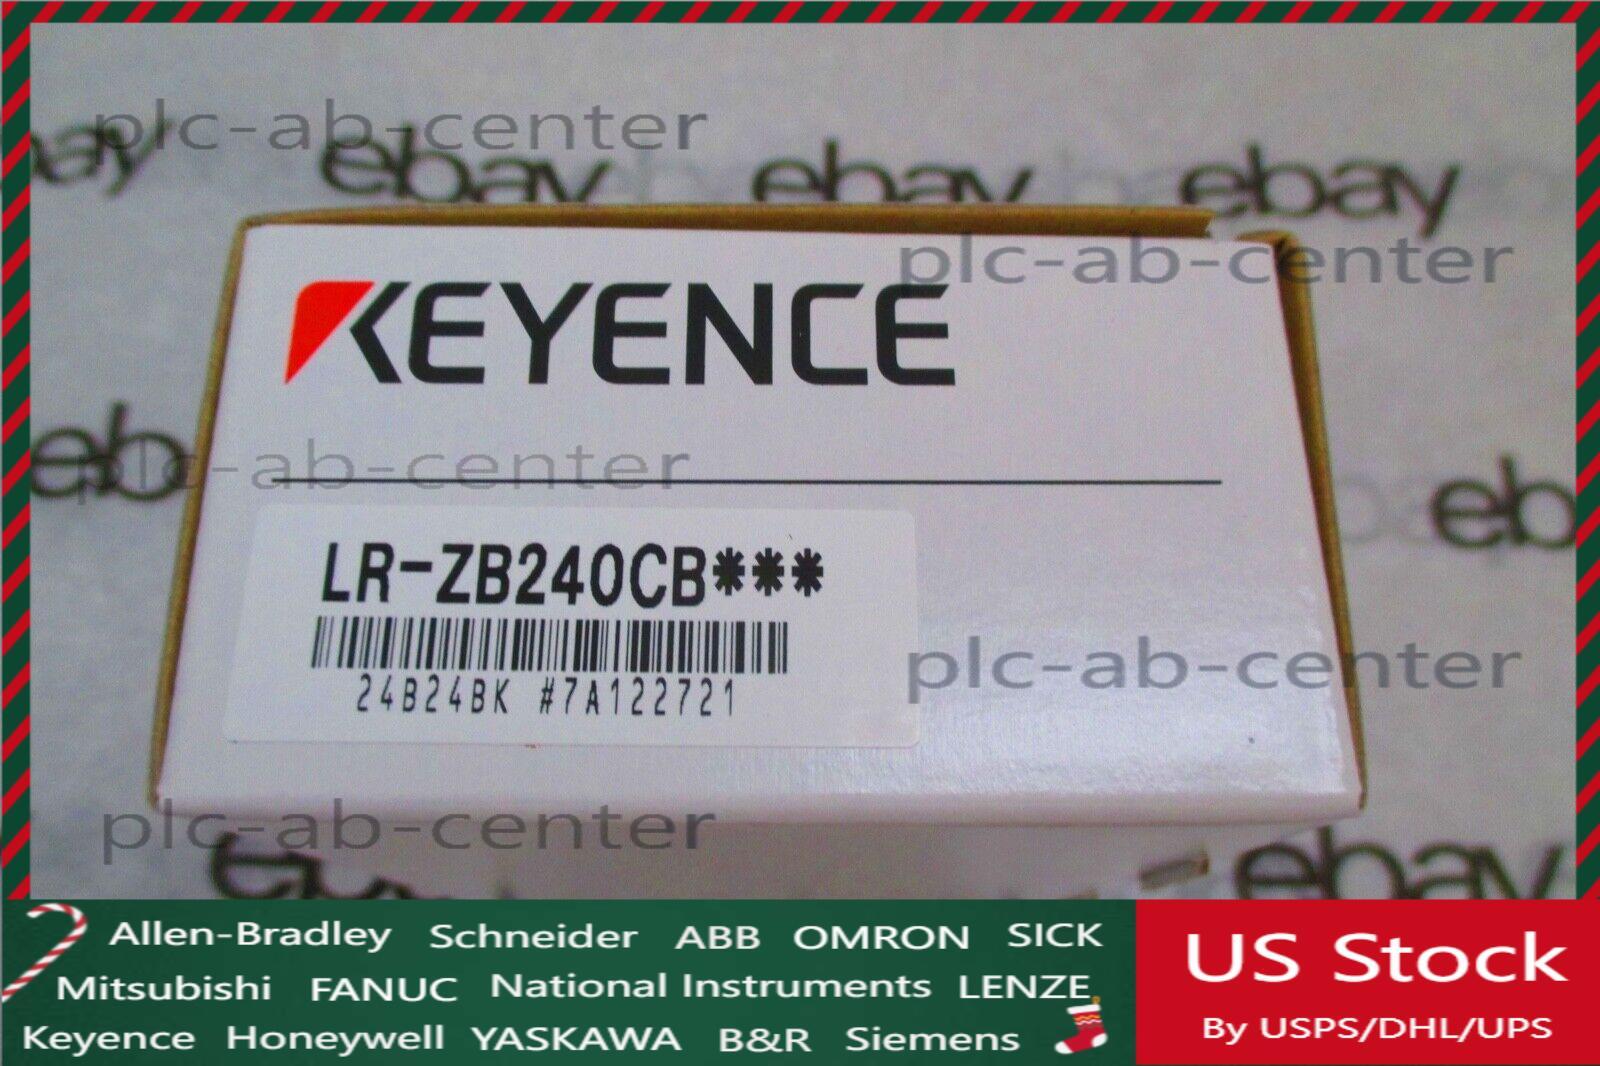 plc-ab-center
ebay
ebay
ebay
ebay
plc-ab-center
KEYENCE
plc-ab-center
LR-ZB240CB***
24B24BK #7A122721
plc-ab-center
plc-ab-center
ebay
Allen-Bradley Schneider ABB OMRON SICK
Mitsubishi FANUC National Instruments LENZE
Keyence Honeywell YASKAWA B&R Siemens
US Stock
By USPS/DHL/UPS